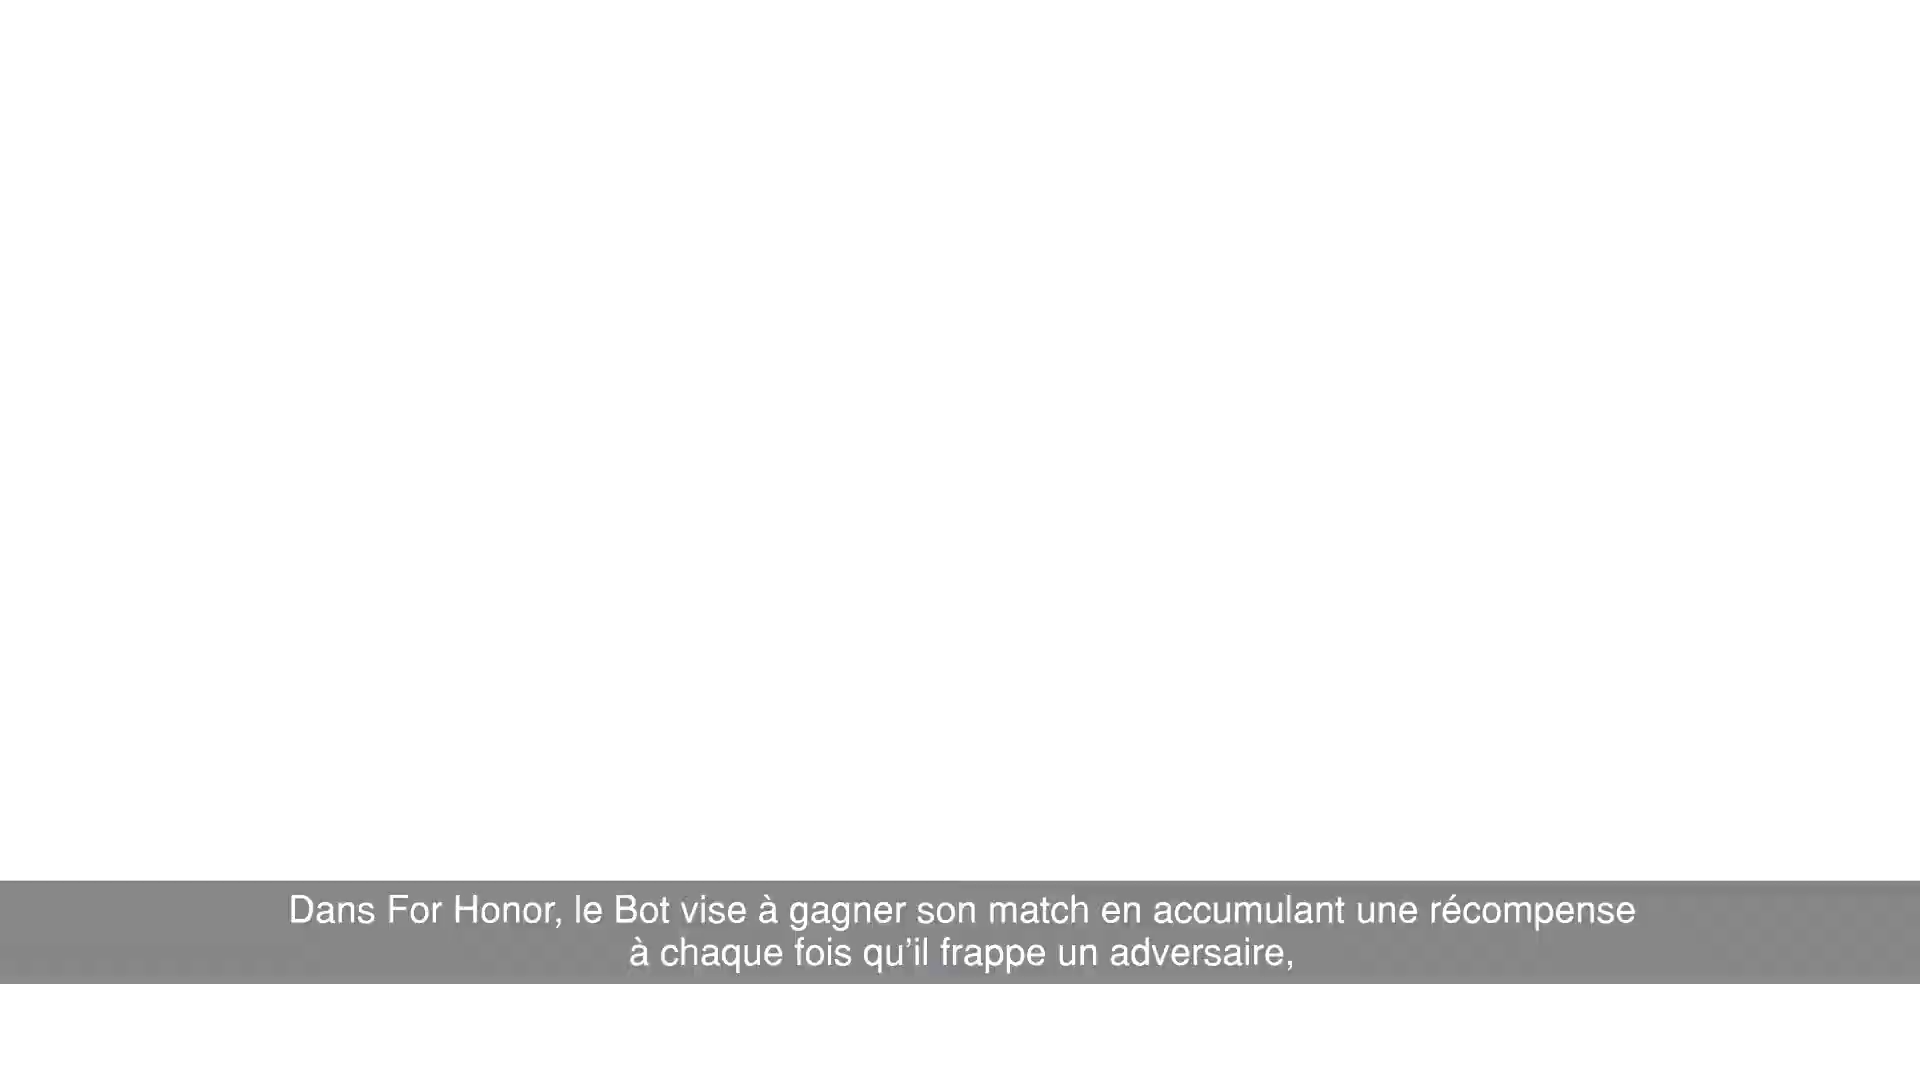 Dans For Honor, le Bot vise à gagner son match en accumulant une récompense
à chaque fois qu’il frappe un adversaire,